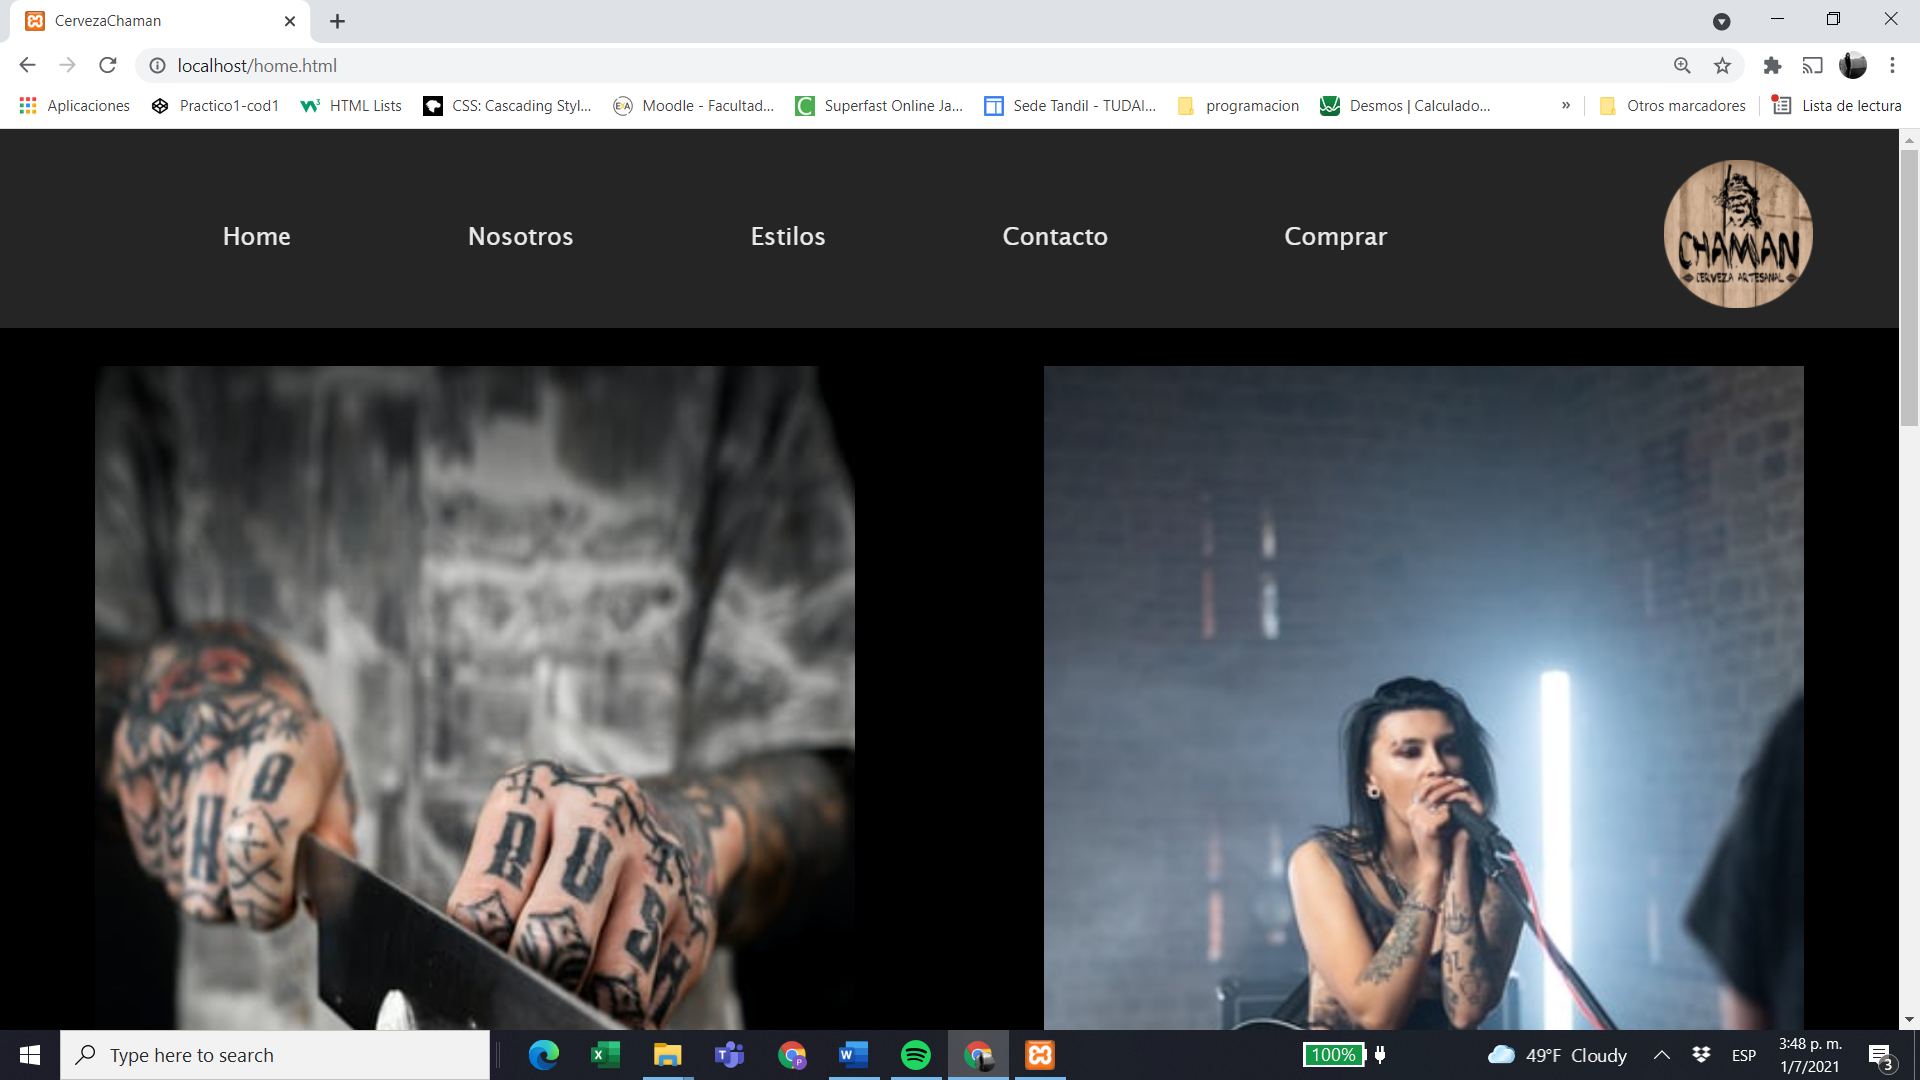 CervezaChaman
localhost/home.html
Aplicaciones
Practico1-cod1
HTML Lists
CSS: Cascading Styl...
Moodle - Facultad...
Superfast Online Ja...
Sede Tandil - TUDAI...
programacion
Desmos | Calculado...
»
Otros marcadores
Lista de lectura
Home
Nosotros
Estilos
Contacto
Comprar
CHAMAN
CERVEZA ARTESANAL
RUSH
Type here to search
100%
49°F Cloudy
ESP
3:48 p. m.
1/7/2021
3